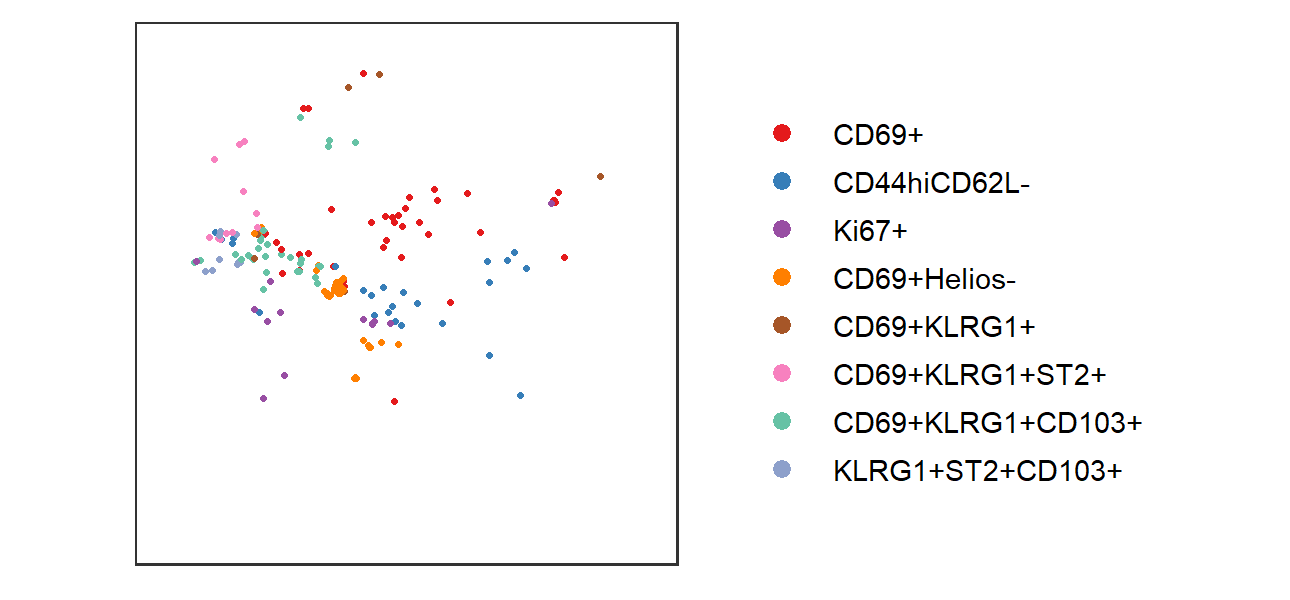 CD69+
CD44hiCD62L-
Ki67+
CD69+Helios-
CD69+KLRG1+
CD69+KLRG1+ST2+
CD69+KLRG1+CD103+
KLRG1+ST2+CD103+